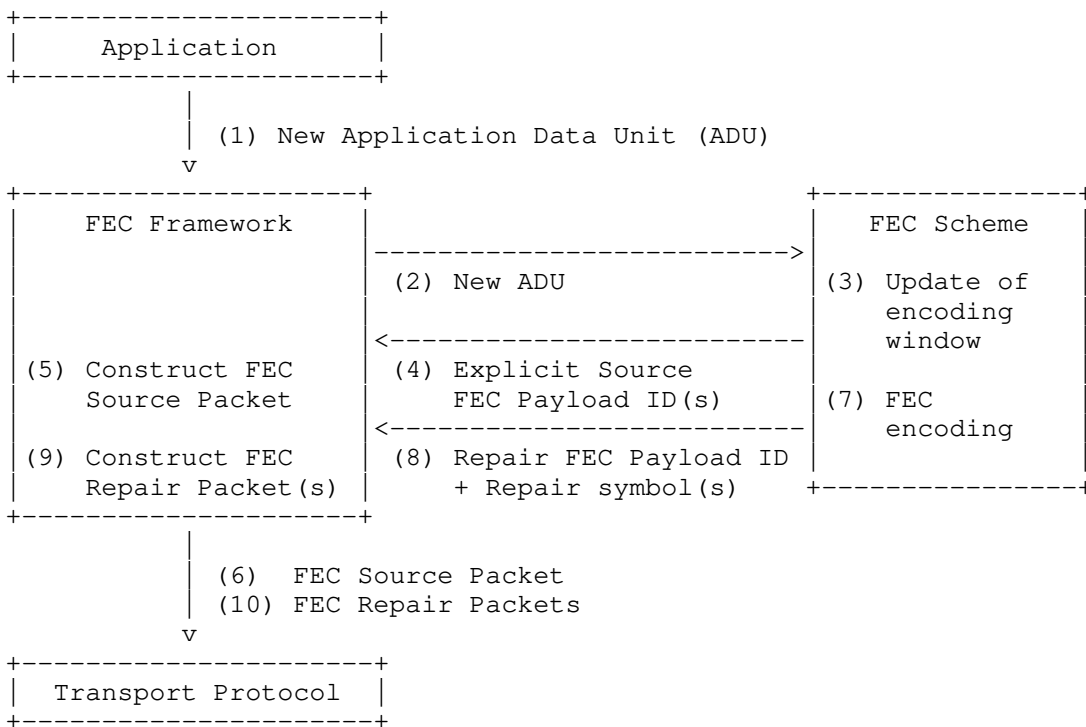 Application
(1) New Application Data Unit (ADU)
FEC Framework FEC Scheme
(2) New ADU (3) Update of
encoding
window
(5) Construct FEC (4) Explicit Source
Source Packet FEC Payload ID(s) (7) FEC
encoding
(9) Construct FEC (8) Repair FEC Payload ID
Repair Packet(s) + Repair symbol(s)
(6) FEC Source Packet
(10) FEC Repair Packets
Transport Protocol